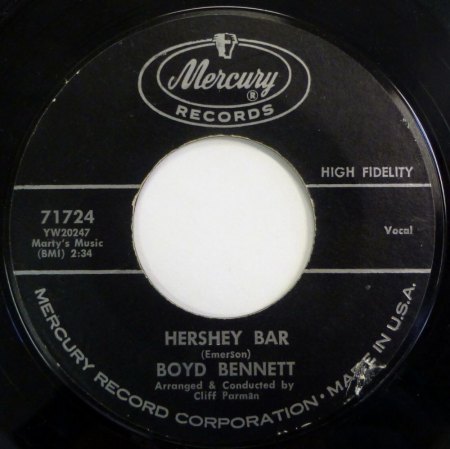 Mercury
®
RECORDS
HIGH FIDELITY
71724
YW20247
Marty's Music
(BMI) 2:34
Vocal
HERSHEY BAR
(Emerson)
BOYD BENNETT
Arranged & Conducted by
Cliff Parman
MERCURY RECORD CORPORATION • MADE IN U.S.A.